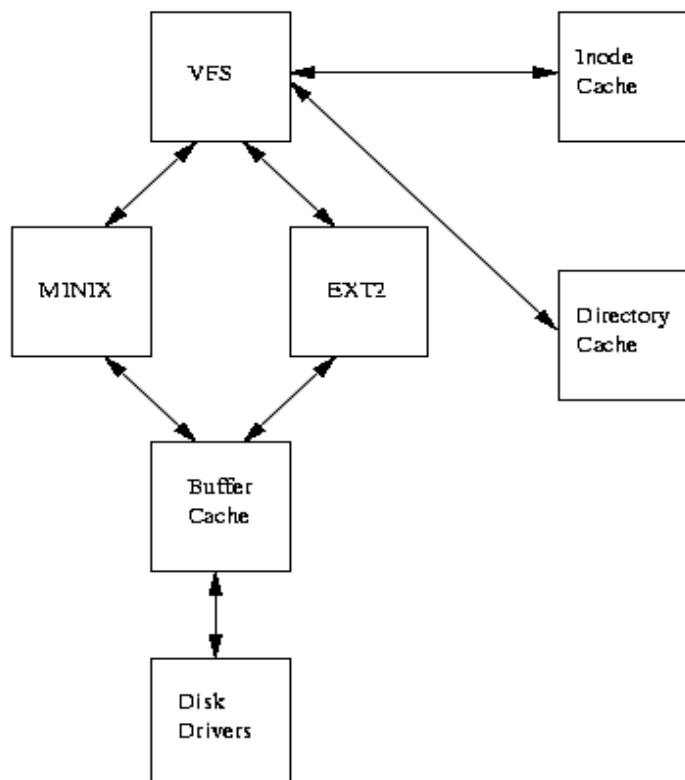 VFS
Inode
Cache
MINIX
EXT2
Directory
Cache
Buffer
Cache
Disk
Drivers